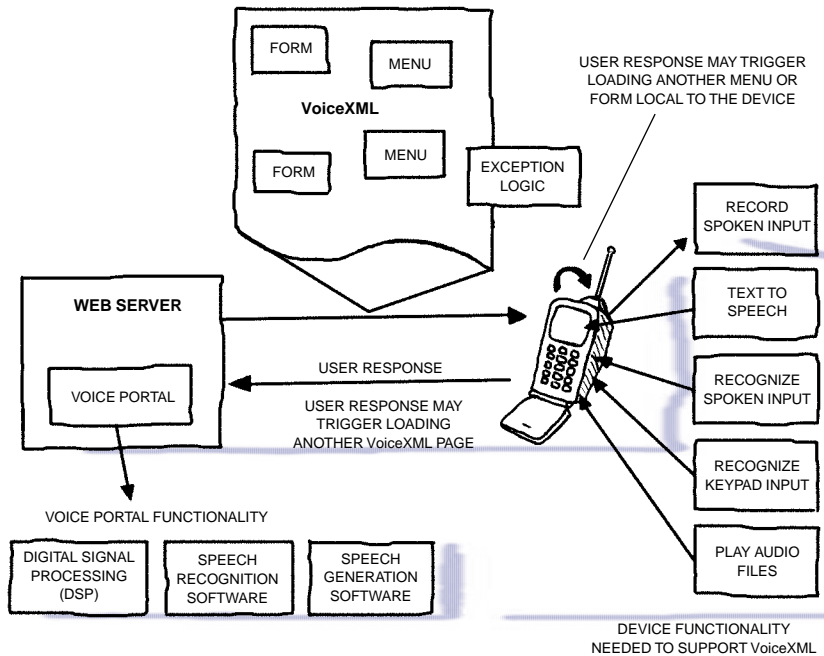 FORM
MENU
VoiceXML
FORM
MENU
EXCEPTION
LOGIC
USER RESPONSE MAY TRIGGER
LOADING ANOTHER MENU OR
FORM LOCAL TO THE DEVICE
RECORD
SPOKEN INPUT
TEXT TO
SPEECH
RECOGNIZE
SPOKEN INPUT
RECOGNIZE
KEYPAD INPUT
PLAY AUDIO
FILES
DEVICE FUNCTIONALITY
NEEDED TO SUPPORT VoiceXML
WEB SERVER
VOICE PORTAL
USER RESPONSE
USER RESPONSE MAY
TRIGGER LOADING
ANOTHER VoiceXML PAGE
VOICE PORTAL FUNCTIONALITY
DIGITAL SIGNAL
PROCESSING
(DSP)
SPEECH
RECOGNITION
SOFTWARE
SPEECH
GENERATION
SOFTWARE